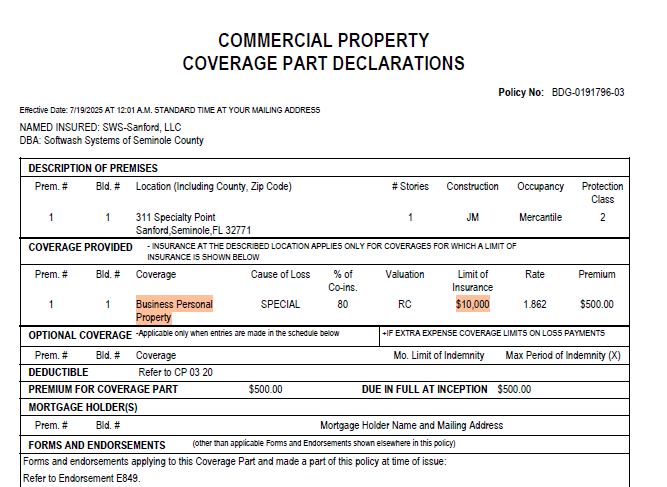 COMMERCIAL PROPERTY
COVERAGE PART DECLARATIONS
Policy No: BDG-0191796-03
Effective Date: 7/19/2025 AT 12:01 A.M. STANDARD TIME AT YOUR MAILING ADDRESS
NAMED INSURED: SWS-Sanford, LLC
DBA: Softwash Systems of Seminole County
DESCRIPTION OF PREMISES
Prem. # Bld. # Location (Including County, Zip Code) # Stories Construction Occupancy Protection
Class
1 1 311 Specialty Point 1 JM Mercantile 2
Sanford,Seminole,FL 32771
COVERAGE PROVIDED - INSURANCE AT THE DESCRIBED LOCATION APPLIES ONLY FOR COVERAGES FOR WHICH A LIMIT OF
INSURANCE IS SHOWN BELOW
Prem. # Bld. # Coverage Cause of Loss % of Valuation Limit of Rate Premium
Co-ins. Insurance
1 1 Business Personal SPECIAL 80 RC $10,000 1.862 $500.00
Property
OPTIONAL COVERAGE -Applicable only when entries are made in the schedule below +IF EXTRA EXPENSE COVERAGE LIMITS ON LOSS PAYMENTS
Prem. # Bld. # Coverage Mo. Limit of Indemnity Max Period of Indemnity (X)
DEDUCTIBLE Refer to CP 03 20
PREMIUM FOR COVERAGE PART $500.00 DUE IN FULL AT INCEPTION $500.00
MORTGAGE HOLDER(S)
Prem. # Bld. # Mortgage Holder Name and Mailing Address
FORMS AND ENDORSEMENTS (other than applicable Forms and Endorsements shown elsewhere in this policy)
Forms and endorsements applying to this Coverage Part and made a part of this policy at time of issue:
Refer to Endorsement E849.